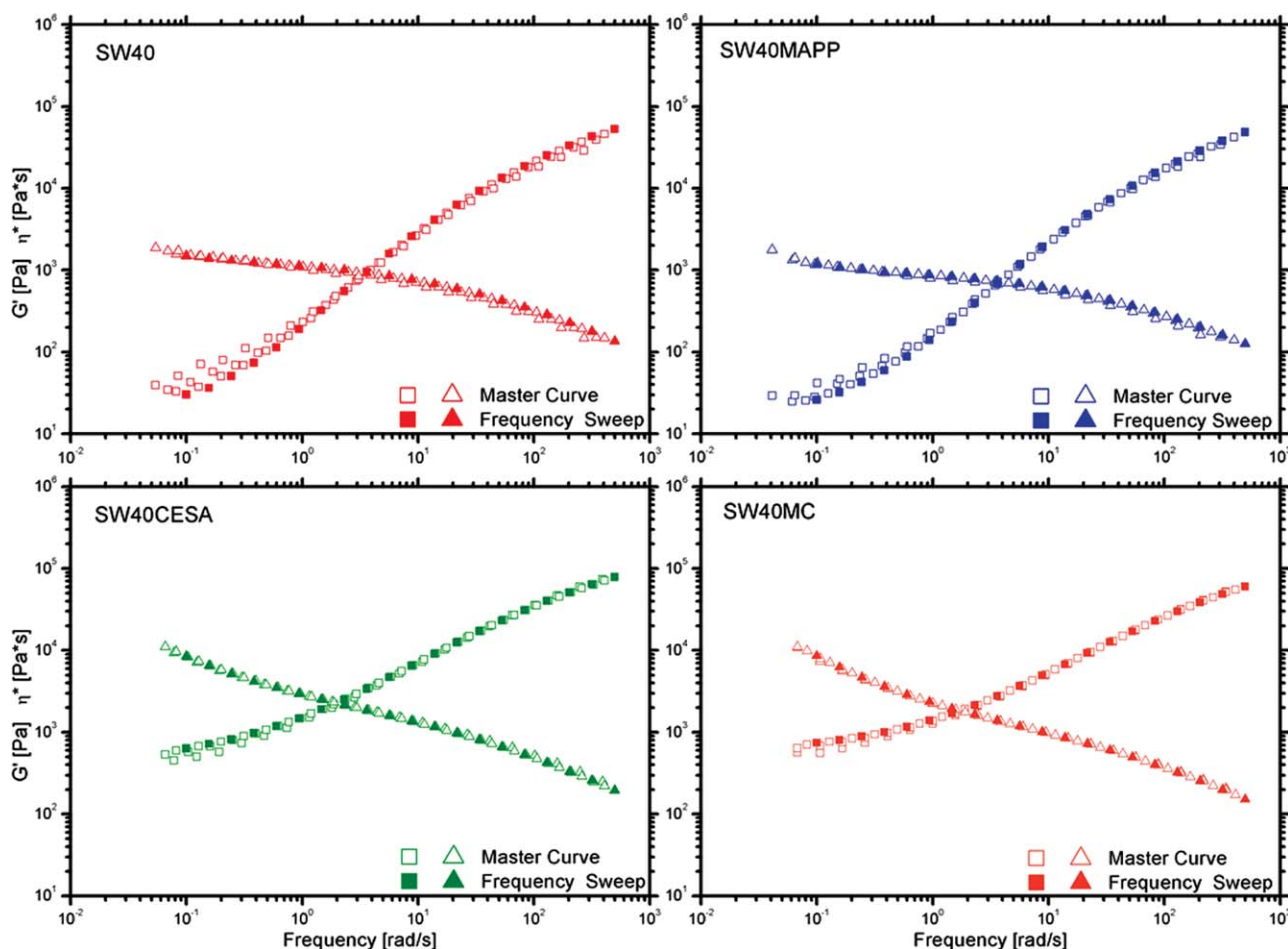 SW40
G' [Pa] η* [Pa*s]
10⁶
10⁵
10⁴
10³
10²
10¹
Master Curve
Frequency Sweep
10⁻² 10⁻¹ 10⁰ 10¹ 10² 10³
SW40MAPP
10⁶
10⁵
10⁴
10³
10²
10¹
Master Curve
Frequency Sweep
10⁻² 10⁻¹ 10⁰ 10¹ 10² 10³
SW40CESA
G' [Pa] η* [Pa*s]
10⁶
10⁵
10⁴
10³
10²
10¹
Master Curve
Frequency Sweep
10⁻² 10⁻¹ 10⁰ 10¹ 10² 10³
Frequency [rad/s]
SW40MC
10⁶
10⁵
10⁴
10³
10²
10¹
Master Curve
Frequency Sweep
10⁻² 10⁻¹ 10⁰ 10¹ 10² 10³
Frequency [rad/s]